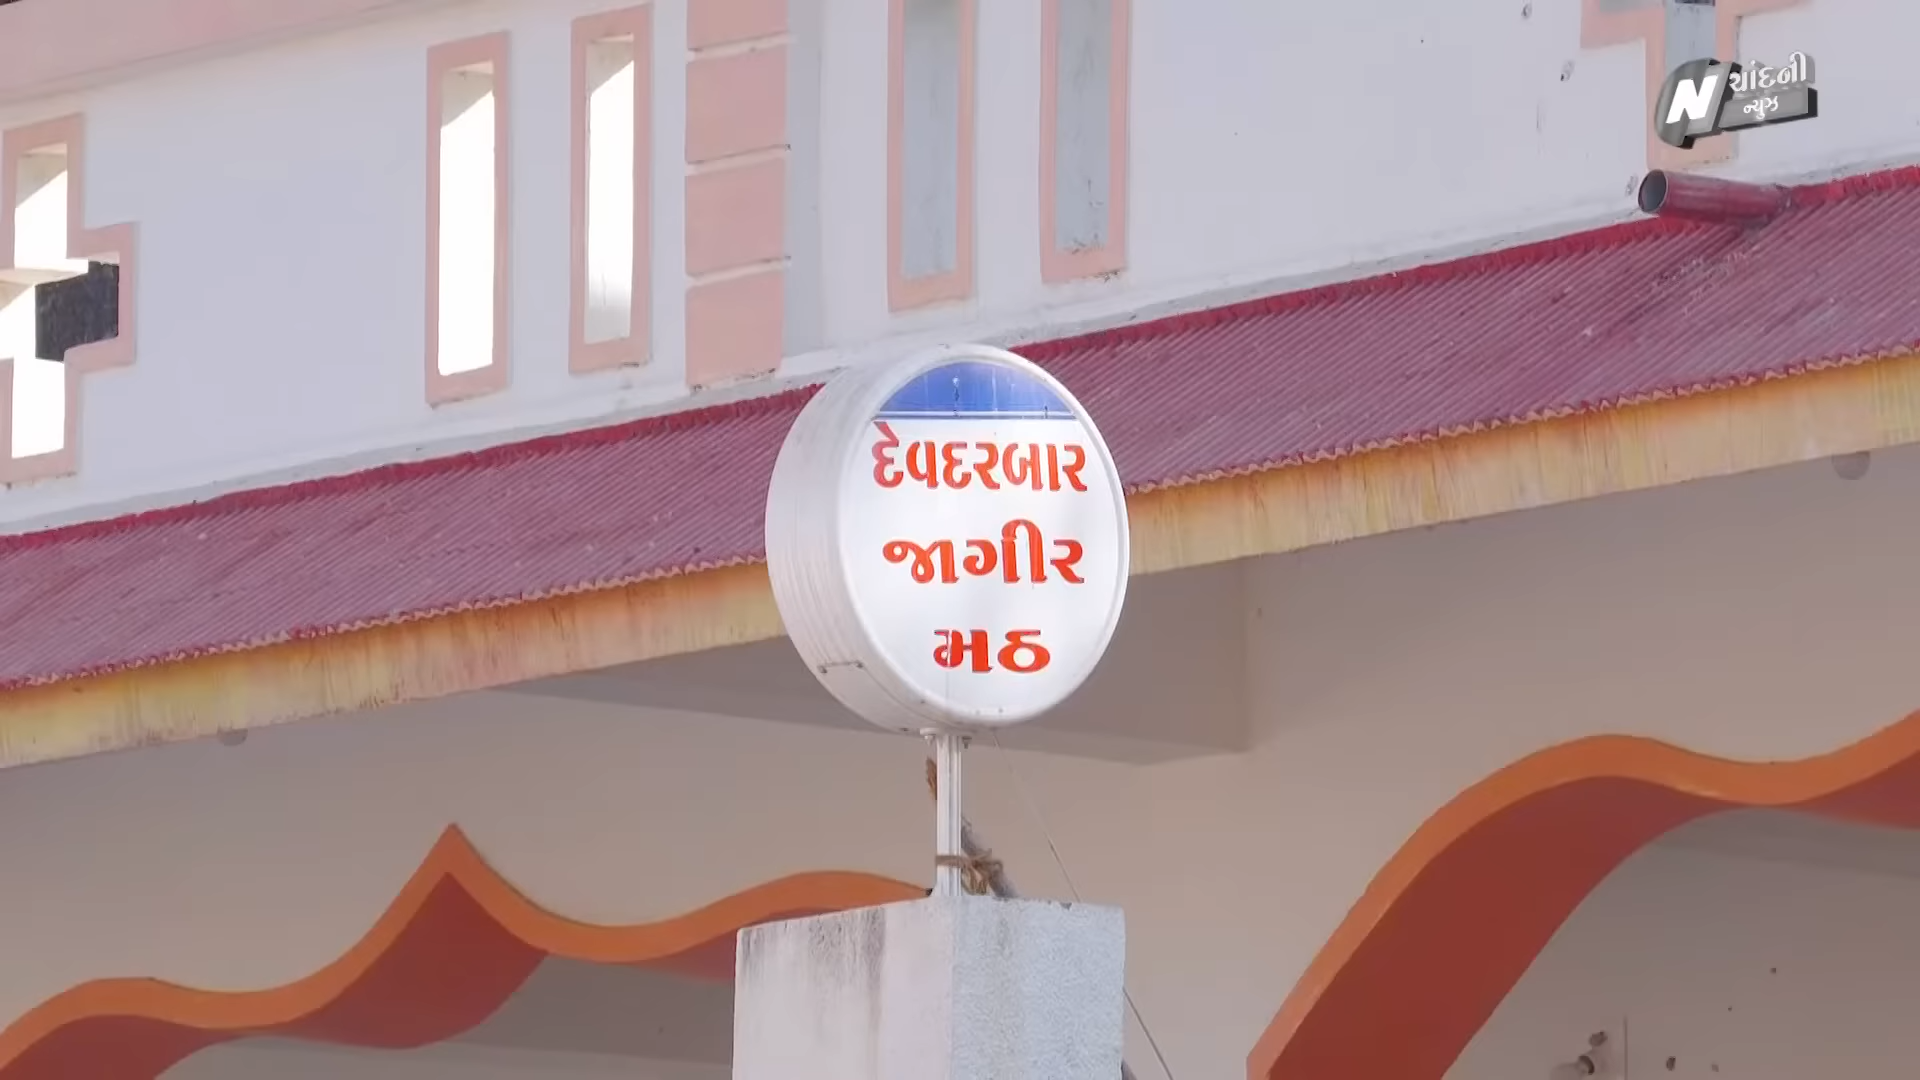 ચાંદની
ન્યુઝ
દેવદરબાર
જાગીર
મઠ